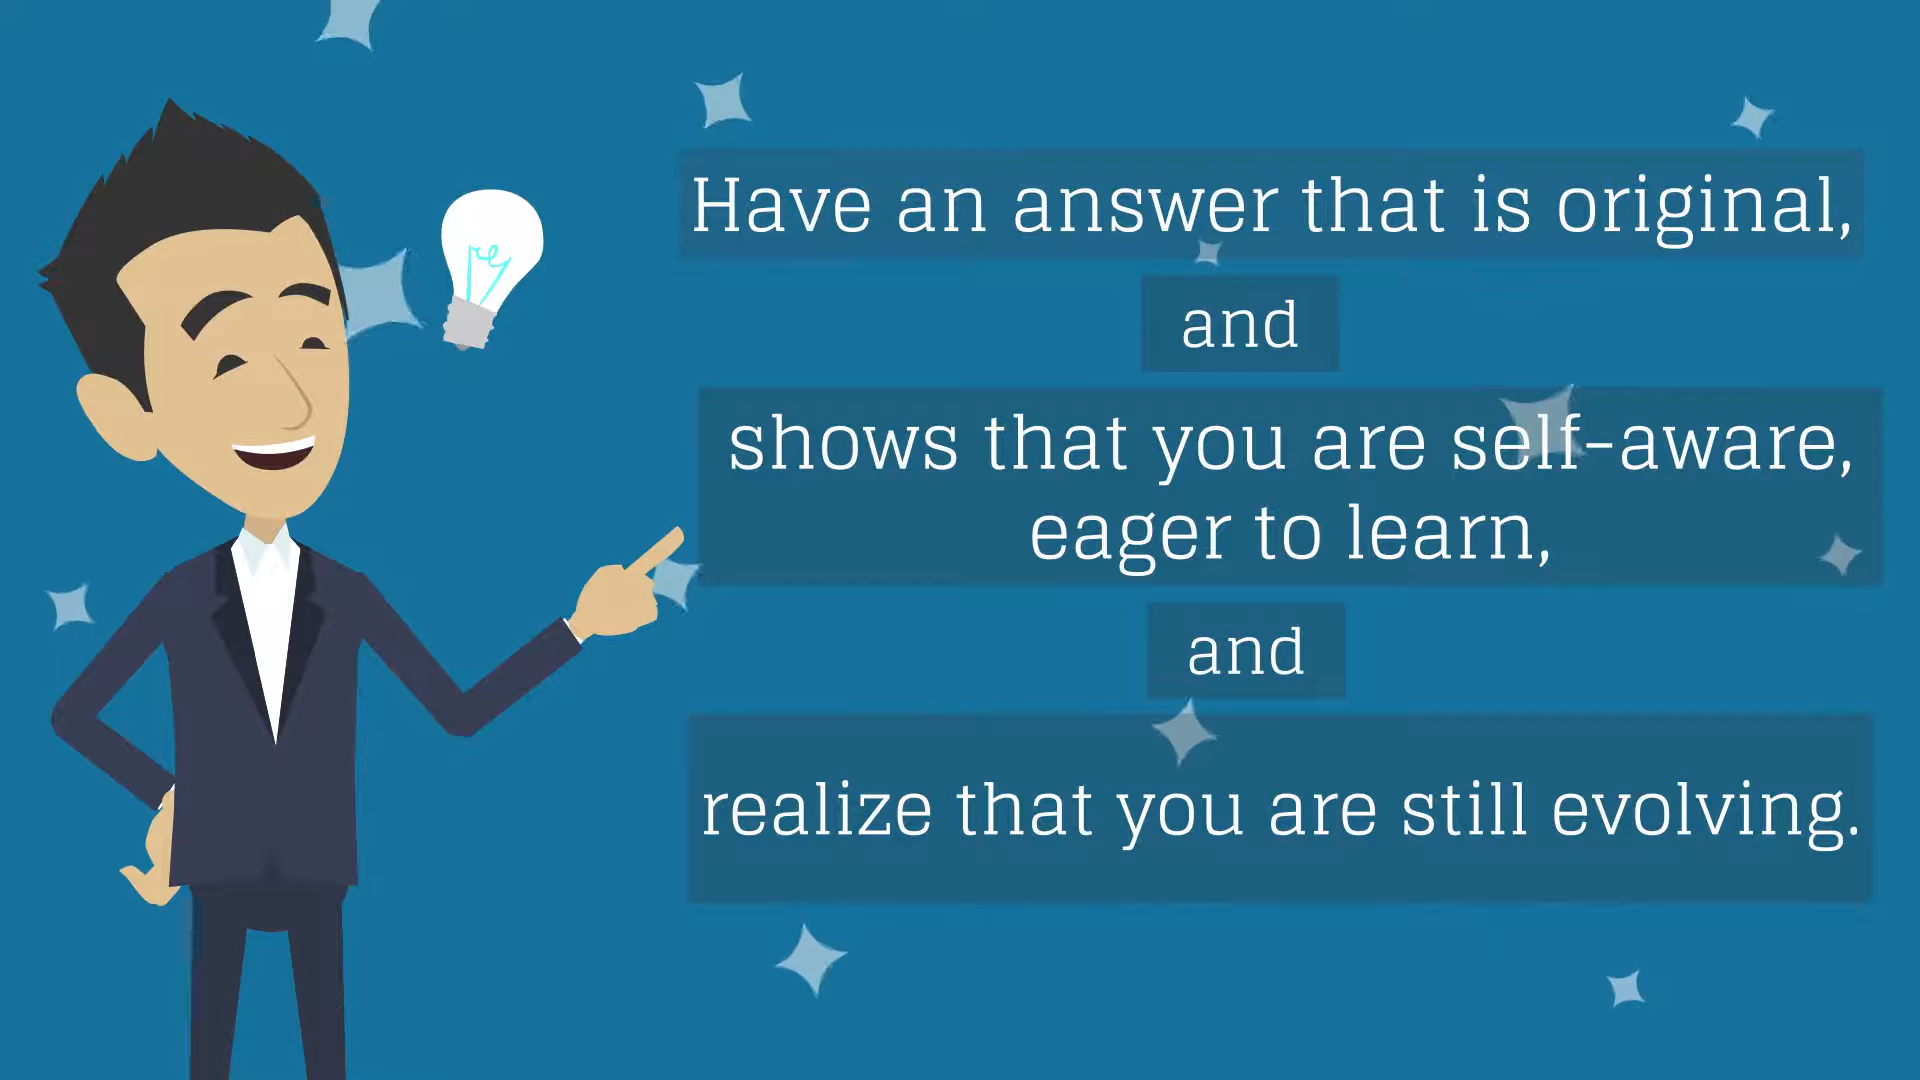 Have an answer that is original,
and
shows that you are self-aware,
eager to learn,
and
realize that you are still evolving.